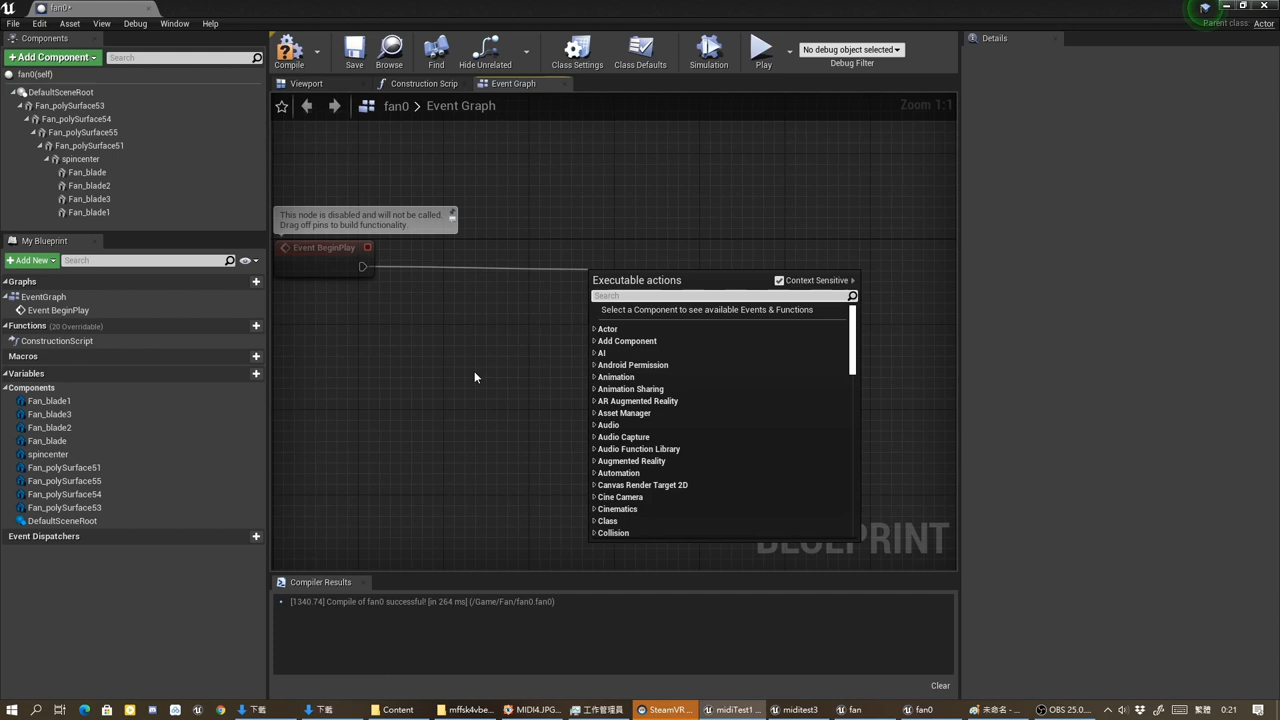 fan0*
File Edit Asset View Debug Window Help
Parent class: Actor
Components
+Add Component
Search
fan0(self)
DefaultSceneRoot
Fan_polySurface53
Fan_polySurface54
Fan_polySurface55
Fan_polySurface51
spincenter
Fan_blade
Fan_blade2
Fan_blade3
Fan_blade1
My Blueprint
+Add New
Search
Graphs
EventGraph
Event BeginPlay
Functions (20 Overridable)
ConstructionScript
Macros
Variables
Components
Fan_blade1
Fan_blade3
Fan_blade2
Fan_blade
spincenter
Fan_polySurface51
Fan_polySurface55
Fan_polySurface54
Fan_polySurface53
DefaultSceneRoot
Event Dispatchers
Compile Save Browse Find Hide Unrelated Class Settings Class Defaults Simulation Play
No debug object selected
Debug Filter
Viewport Construction Scrip Event Graph
fan0 > Event Graph
Zoom 1:1
This node is disabled and will not be called.
Drag off pins to build functionality.
Event BeginPlay
Executable actions
Context Sensitive
Search
Select a Component to see available Events & Functions
Actor
Add Component
AI
Android Permission
Animation
Animation Sharing
AR Augmented Reality
Asset Manager
Audio
Audio Capture
Audio Function Library
Augmented Reality
Automation
Canvas Render Target 2D
Cine Camera
Cinematics
Class
Collision
BLUEPRINT
Compiler Results
[1340.74] Compile of fan0 successful! [in 264 ms] (/Game/Fan/fan0.fan0)
Clear
Details
下載
下載
Content
mffsk4vbe...
MIDI4.JPG...
工作管理員
SteamVR ...
midiTest1 ...
miditest3
fan
fan0
未命名 - ...
OBS 25.0....
繁體
0:21